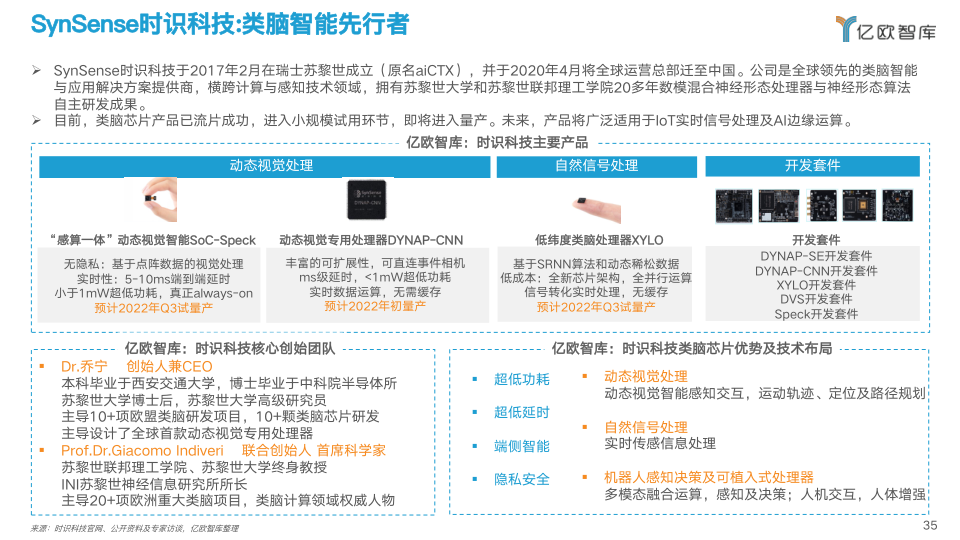 SynSense时识科技:类脑智能先行者
亿欧智库
SynSense时识科技于2017年2月在瑞士苏黎世成立（原名aiCTX），并于2020年4月将全球运营总部迁至中国。公司是全球领先的类脑智能
与应用解决方案提供商，横跨计算与感知技术领域，拥有苏黎世大学和苏黎世联邦理工学院20多年数模混合神经形态处理器与神经形态算法
自主研发成果。
目前，类脑芯片产品已流片成功，进入小规模试用环节，即将进入量产。未来，产品将广泛适用于IoT实时信号处理及AI边缘运算。
亿欧智库：时识科技主要产品
动态视觉处理
自然信号处理
开发套件
SynSense
DYNAP-CNN
“感算一体”动态视觉智能SoC-Speck
动态视觉专用处理器DYNAP-CNN
低纬度类脑处理器XYLO
开发套件
无隐私：基于点阵数据的视觉处理
实时性：5-10ms端到端延时
小于1mW超低功耗，真正always-on
预计2022年Q3试量产
丰富的可扩展性，可直连事件相机
ms级延时，<1mW超低功耗
实时数据运算，无需缓存
预计2022年初量产
基于SRNN算法和动态稀松数据
低成本：全新芯片架构，全并行运算
信号转化实时处理，无缓存
预计2022年Q3试量产
DYNAP-SE开发套件
DYNAP-CNN开发套件
XYLO开发套件
DVS开发套件
Speck开发套件
亿欧智库：时识科技核心创始团队
Dr.乔宁 创始人兼CEO
本科毕业于西安交通大学，博士毕业于中科院半导体所
苏黎世大学博士后，苏黎世大学高级研究员
主导10+项欧盟类脑研发项目，10+颗类脑芯片研发
主导设计了全球首款动态视觉专用处理器
Prof.Dr.Giacomo Indiveri 联合创始人 首席科学家
苏黎世联邦理工学院、苏黎世大学终身教授
INI苏黎世神经信息研究所所长
主导20+项欧洲重大类脑项目，类脑计算领域权威人物
亿欧智库：时识科技类脑芯片优势及技术布局
超低功耗
超低延时
端侧智能
隐私安全
动态视觉处理
动态视觉智能感知交互，运动轨迹、定位及路径规划
自然信号处理
实时传感信息处理
机器人感知决策及可植入式处理器
多模态融合运算，感知及决策；人机交互，人体增强
来源：时识科技官网、公开资料及专家访谈，亿欧智库整理
35